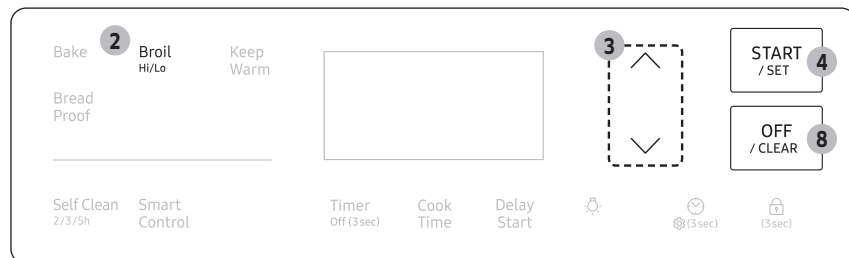 2
3
4
8
Bake
Broil
Hi/Lo
Keep
Warm
Bread
Proof
START
/ SET
OFF
/ CLEAR
Self Clean
2/3/5h
Smart
Control
Timer
Off (3 sec)
Cook
Time
Delay
Start
(3 sec)
(3 sec)